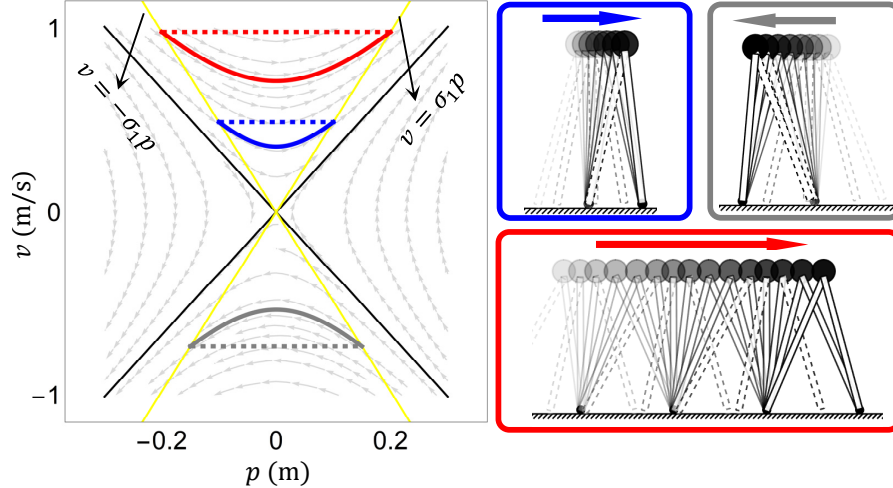 1
0
−1
v (m/s)
v = −σ₁p
v = σ₁p
−0.2
0
0.2
p (m)